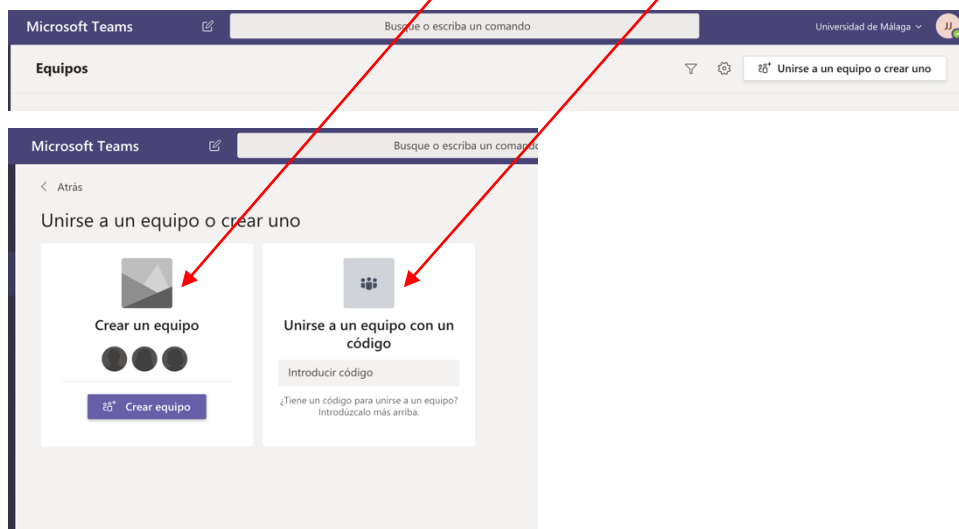 Microsoft Teams
Busque o escriba un comando
Universidad de Málaga
JJ
Equipos
Unirse a un equipo o crear uno
Microsoft Teams
Busque o escriba un comando
Atrás
Unirse a un equipo o crear uno
Crear un equipo
Crear equipo
Unirse a un equipo con un
código
Introducir código
¿Tiene un código para unirse a un equipo?
Introdúzcalo más arriba.